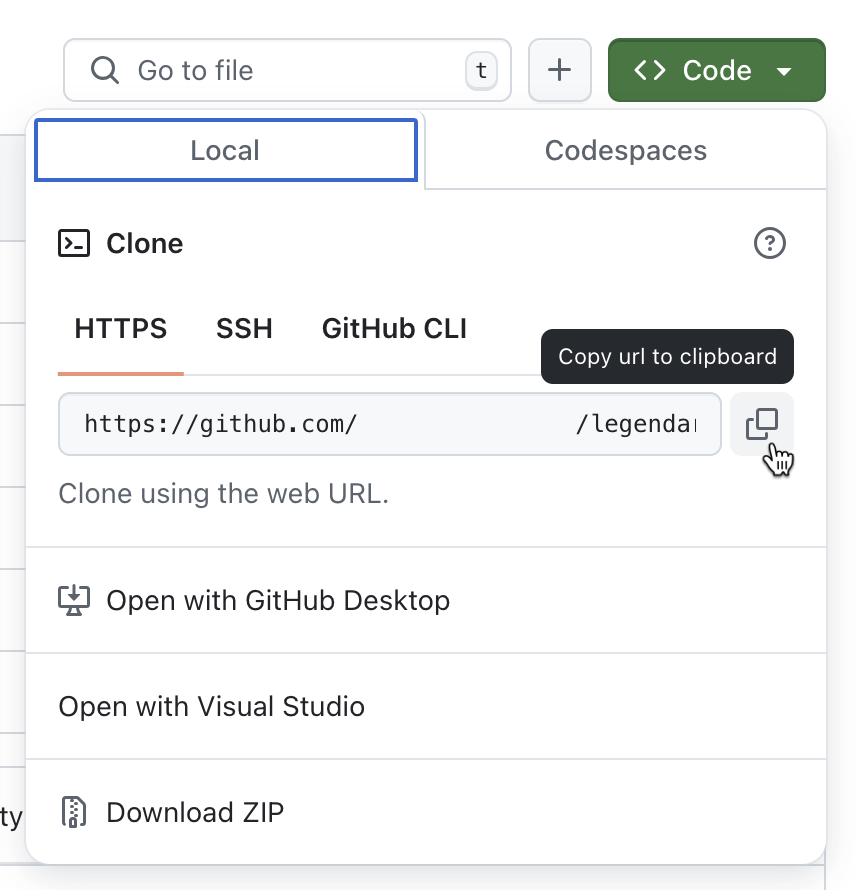 Go to file t + Code
Local Codespaces
Clone
HTTPS SSH GitHub CLI
Copy url to clipboard
https://github.com/ /legenda
Clone using the web URL.
Open with GitHub Desktop
Open with Visual Studio
ty
Download ZIP